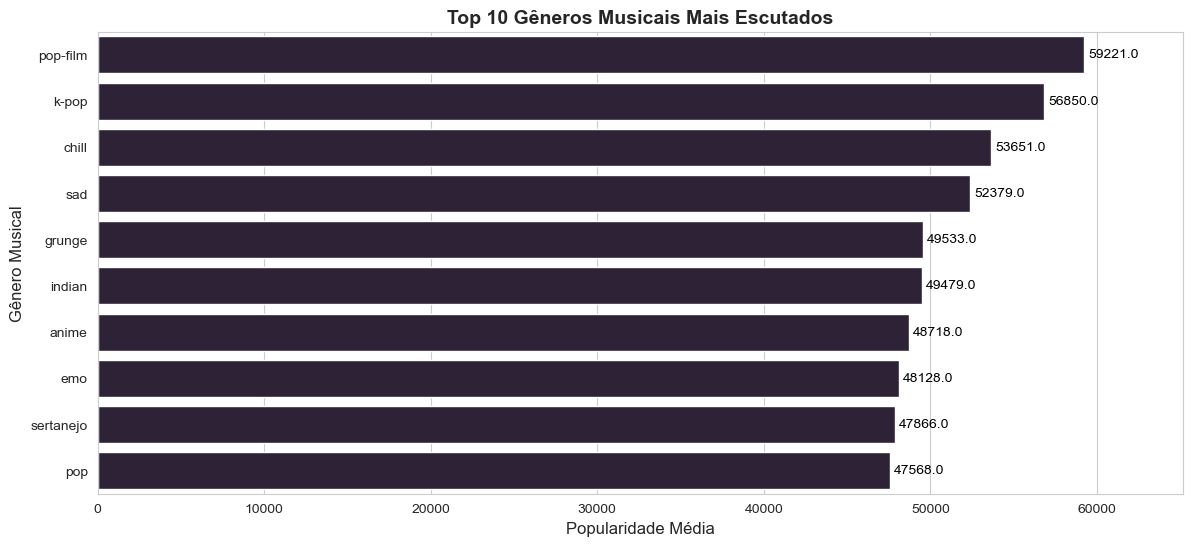 Top 10 Gêneros Musicais Mais Escutados
Gênero Musical
pop-film 59221.0
k-pop 56850.0
chill 53651.0
sad 52379.0
grunge 49533.0
indian 49479.0
anime 48718.0
emo 48128.0
sertanejo 47866.0
pop 47568.0
0 10000 20000 30000 40000 50000 60000
Popularidade Média